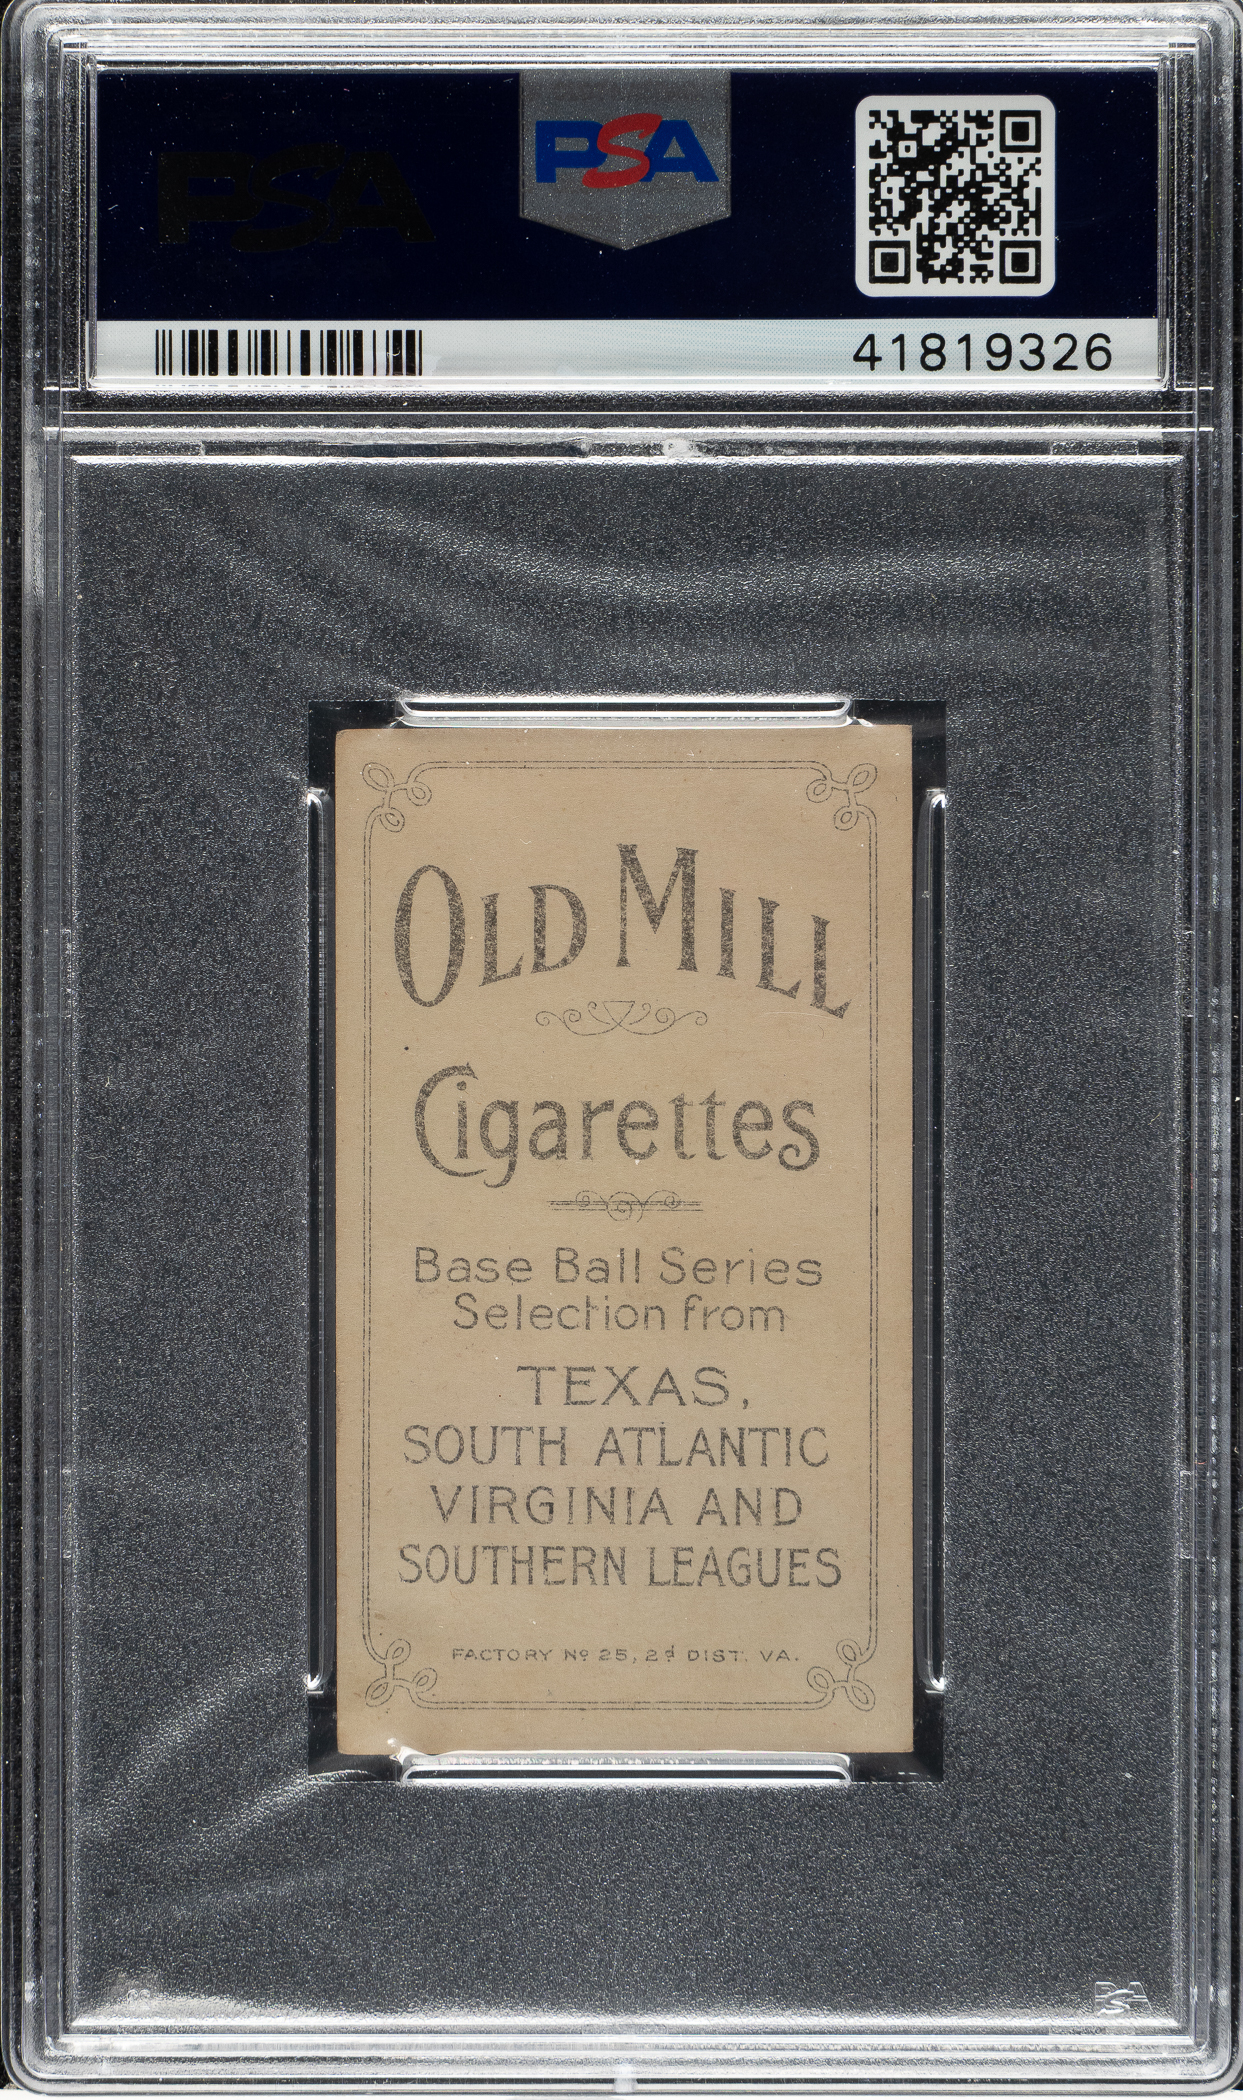 PSA
PSA
41819326
OLD MILL
Cigarettes
Base Ball Series
Selection from
TEXAS,
SOUTH ATLANTIC
VIRGINIA AND
SOUTHERN LEAGUES
FACTORY Nº 25, 2d DIST. VA.
PSA